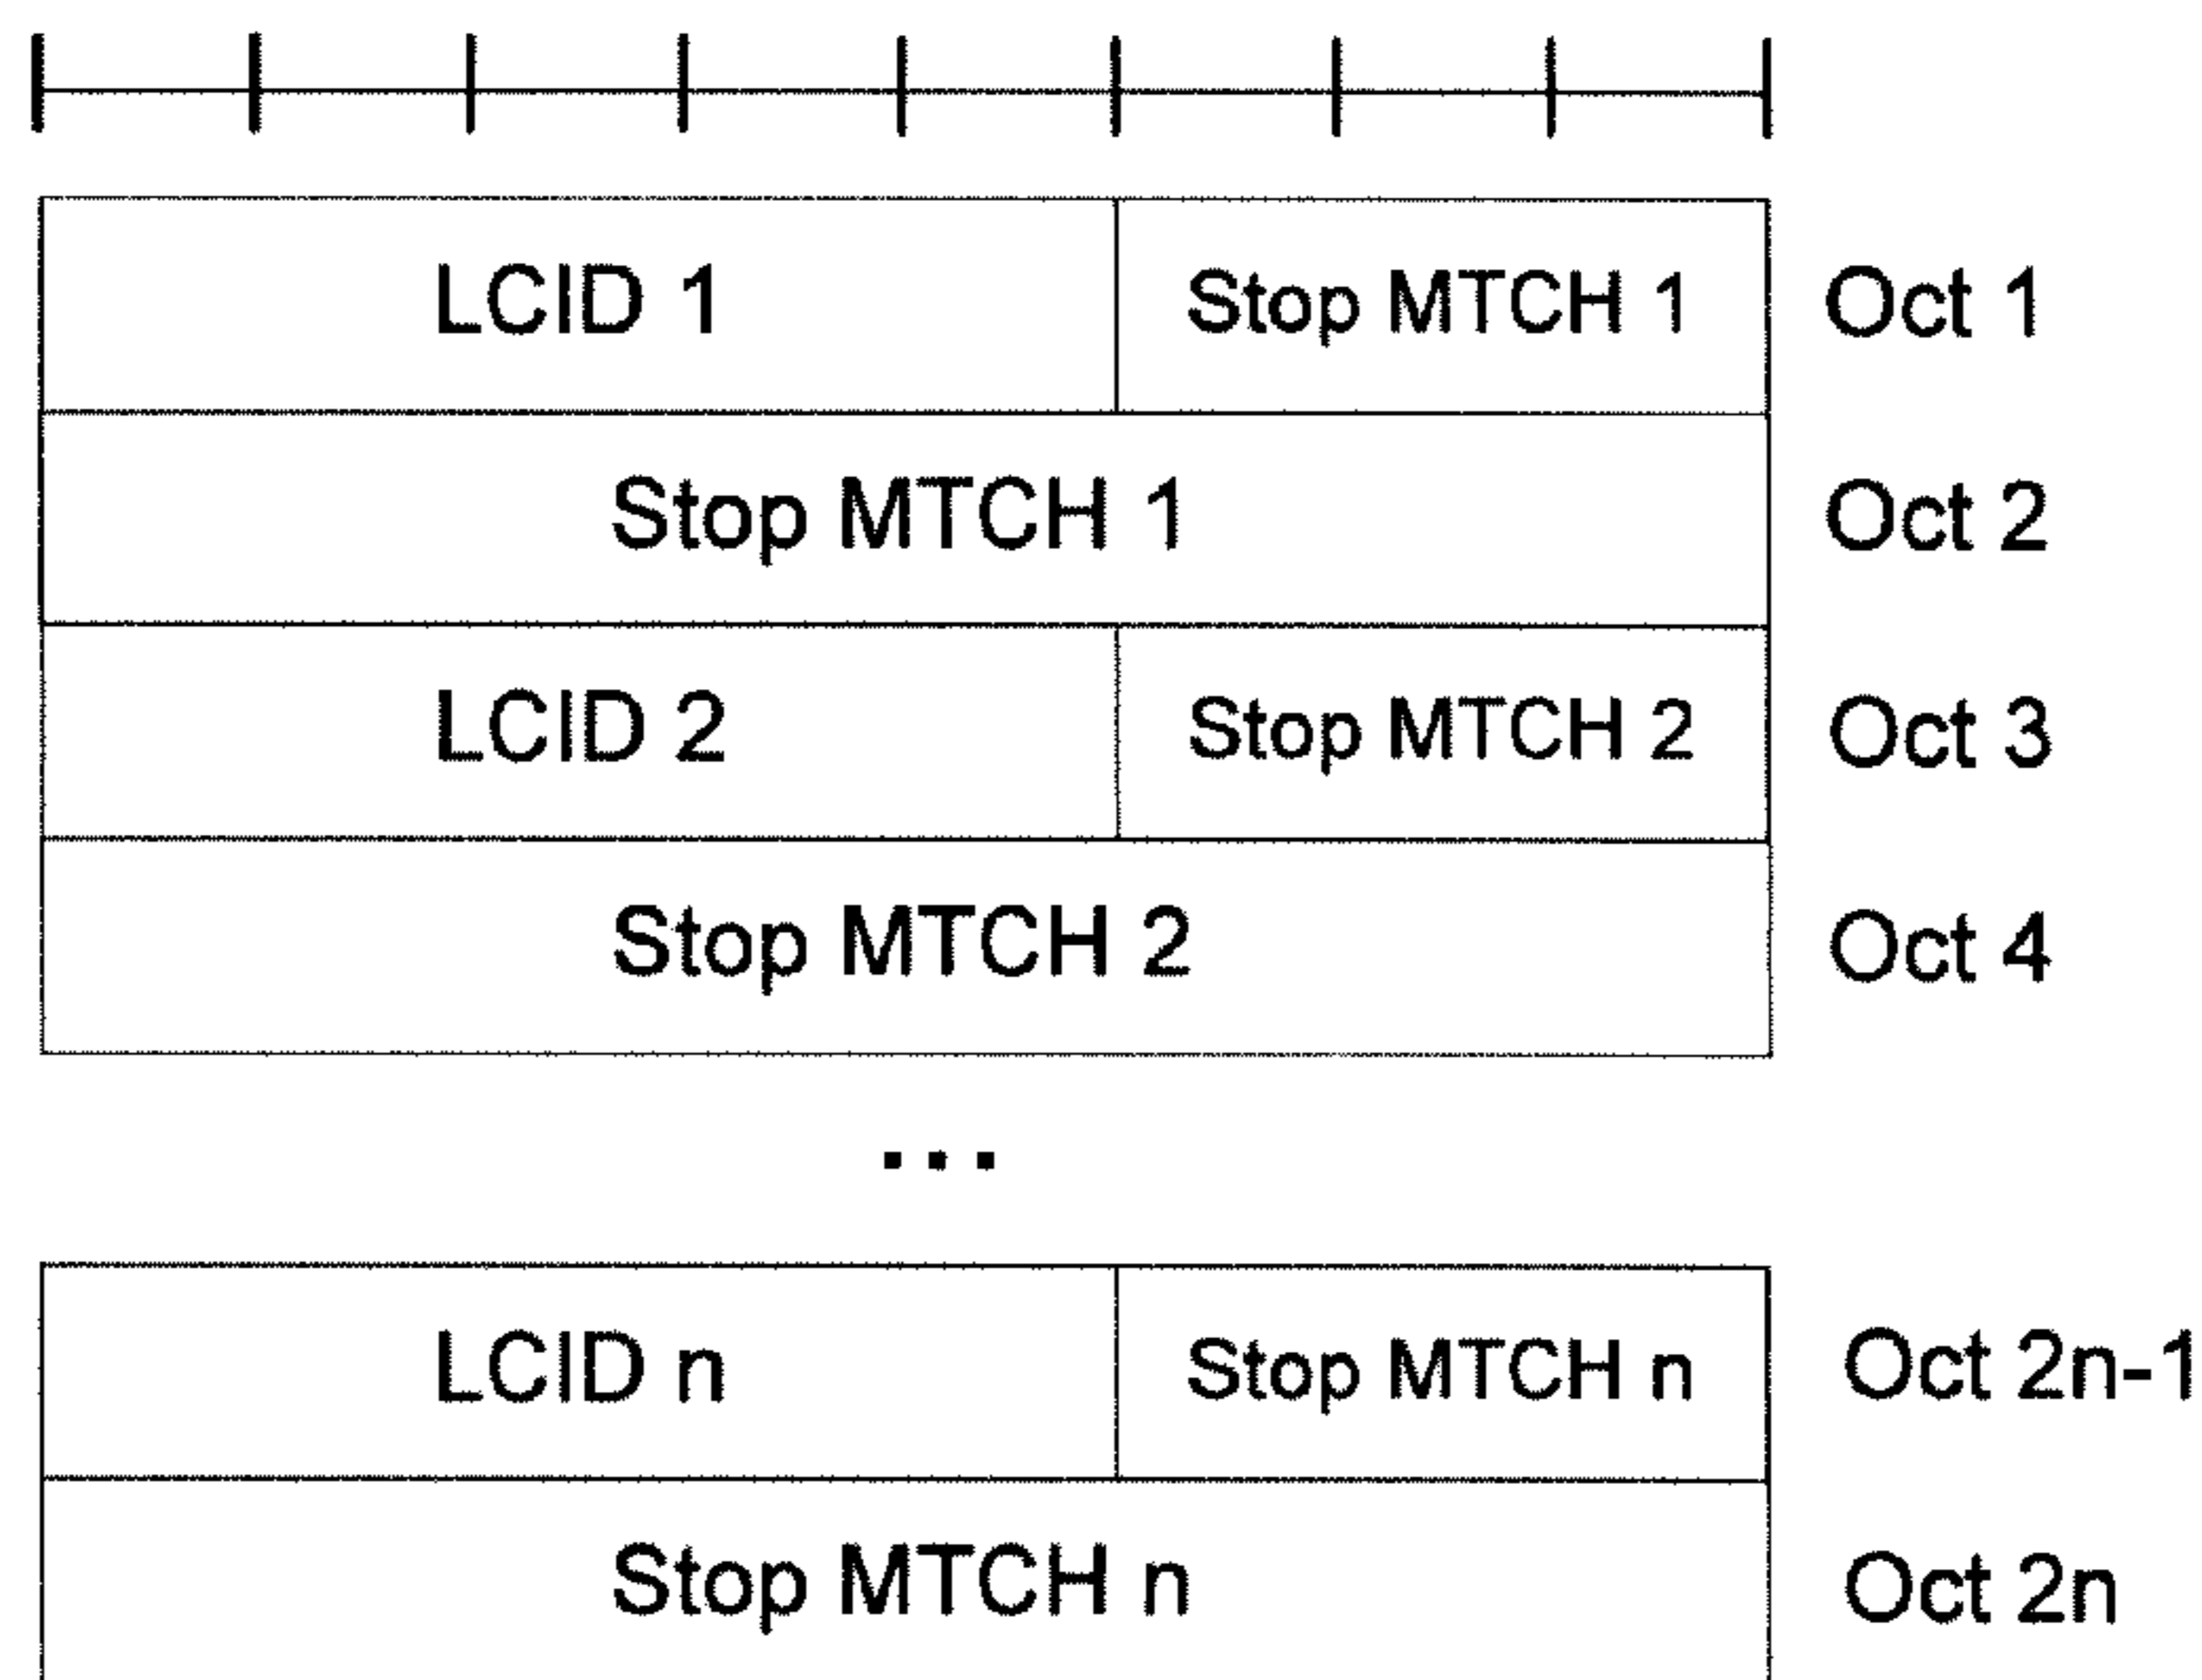 LCID 1 Stop MTCH 1 Oct 1
Stop MTCH 1 Oct 2
LCID 2 Stop MTCH 2 Oct 3
Stop MTCH 2 Oct 4
...
LCID n Stop MTCH n Oct 2n-1
Stop MTCH n Oct 2n